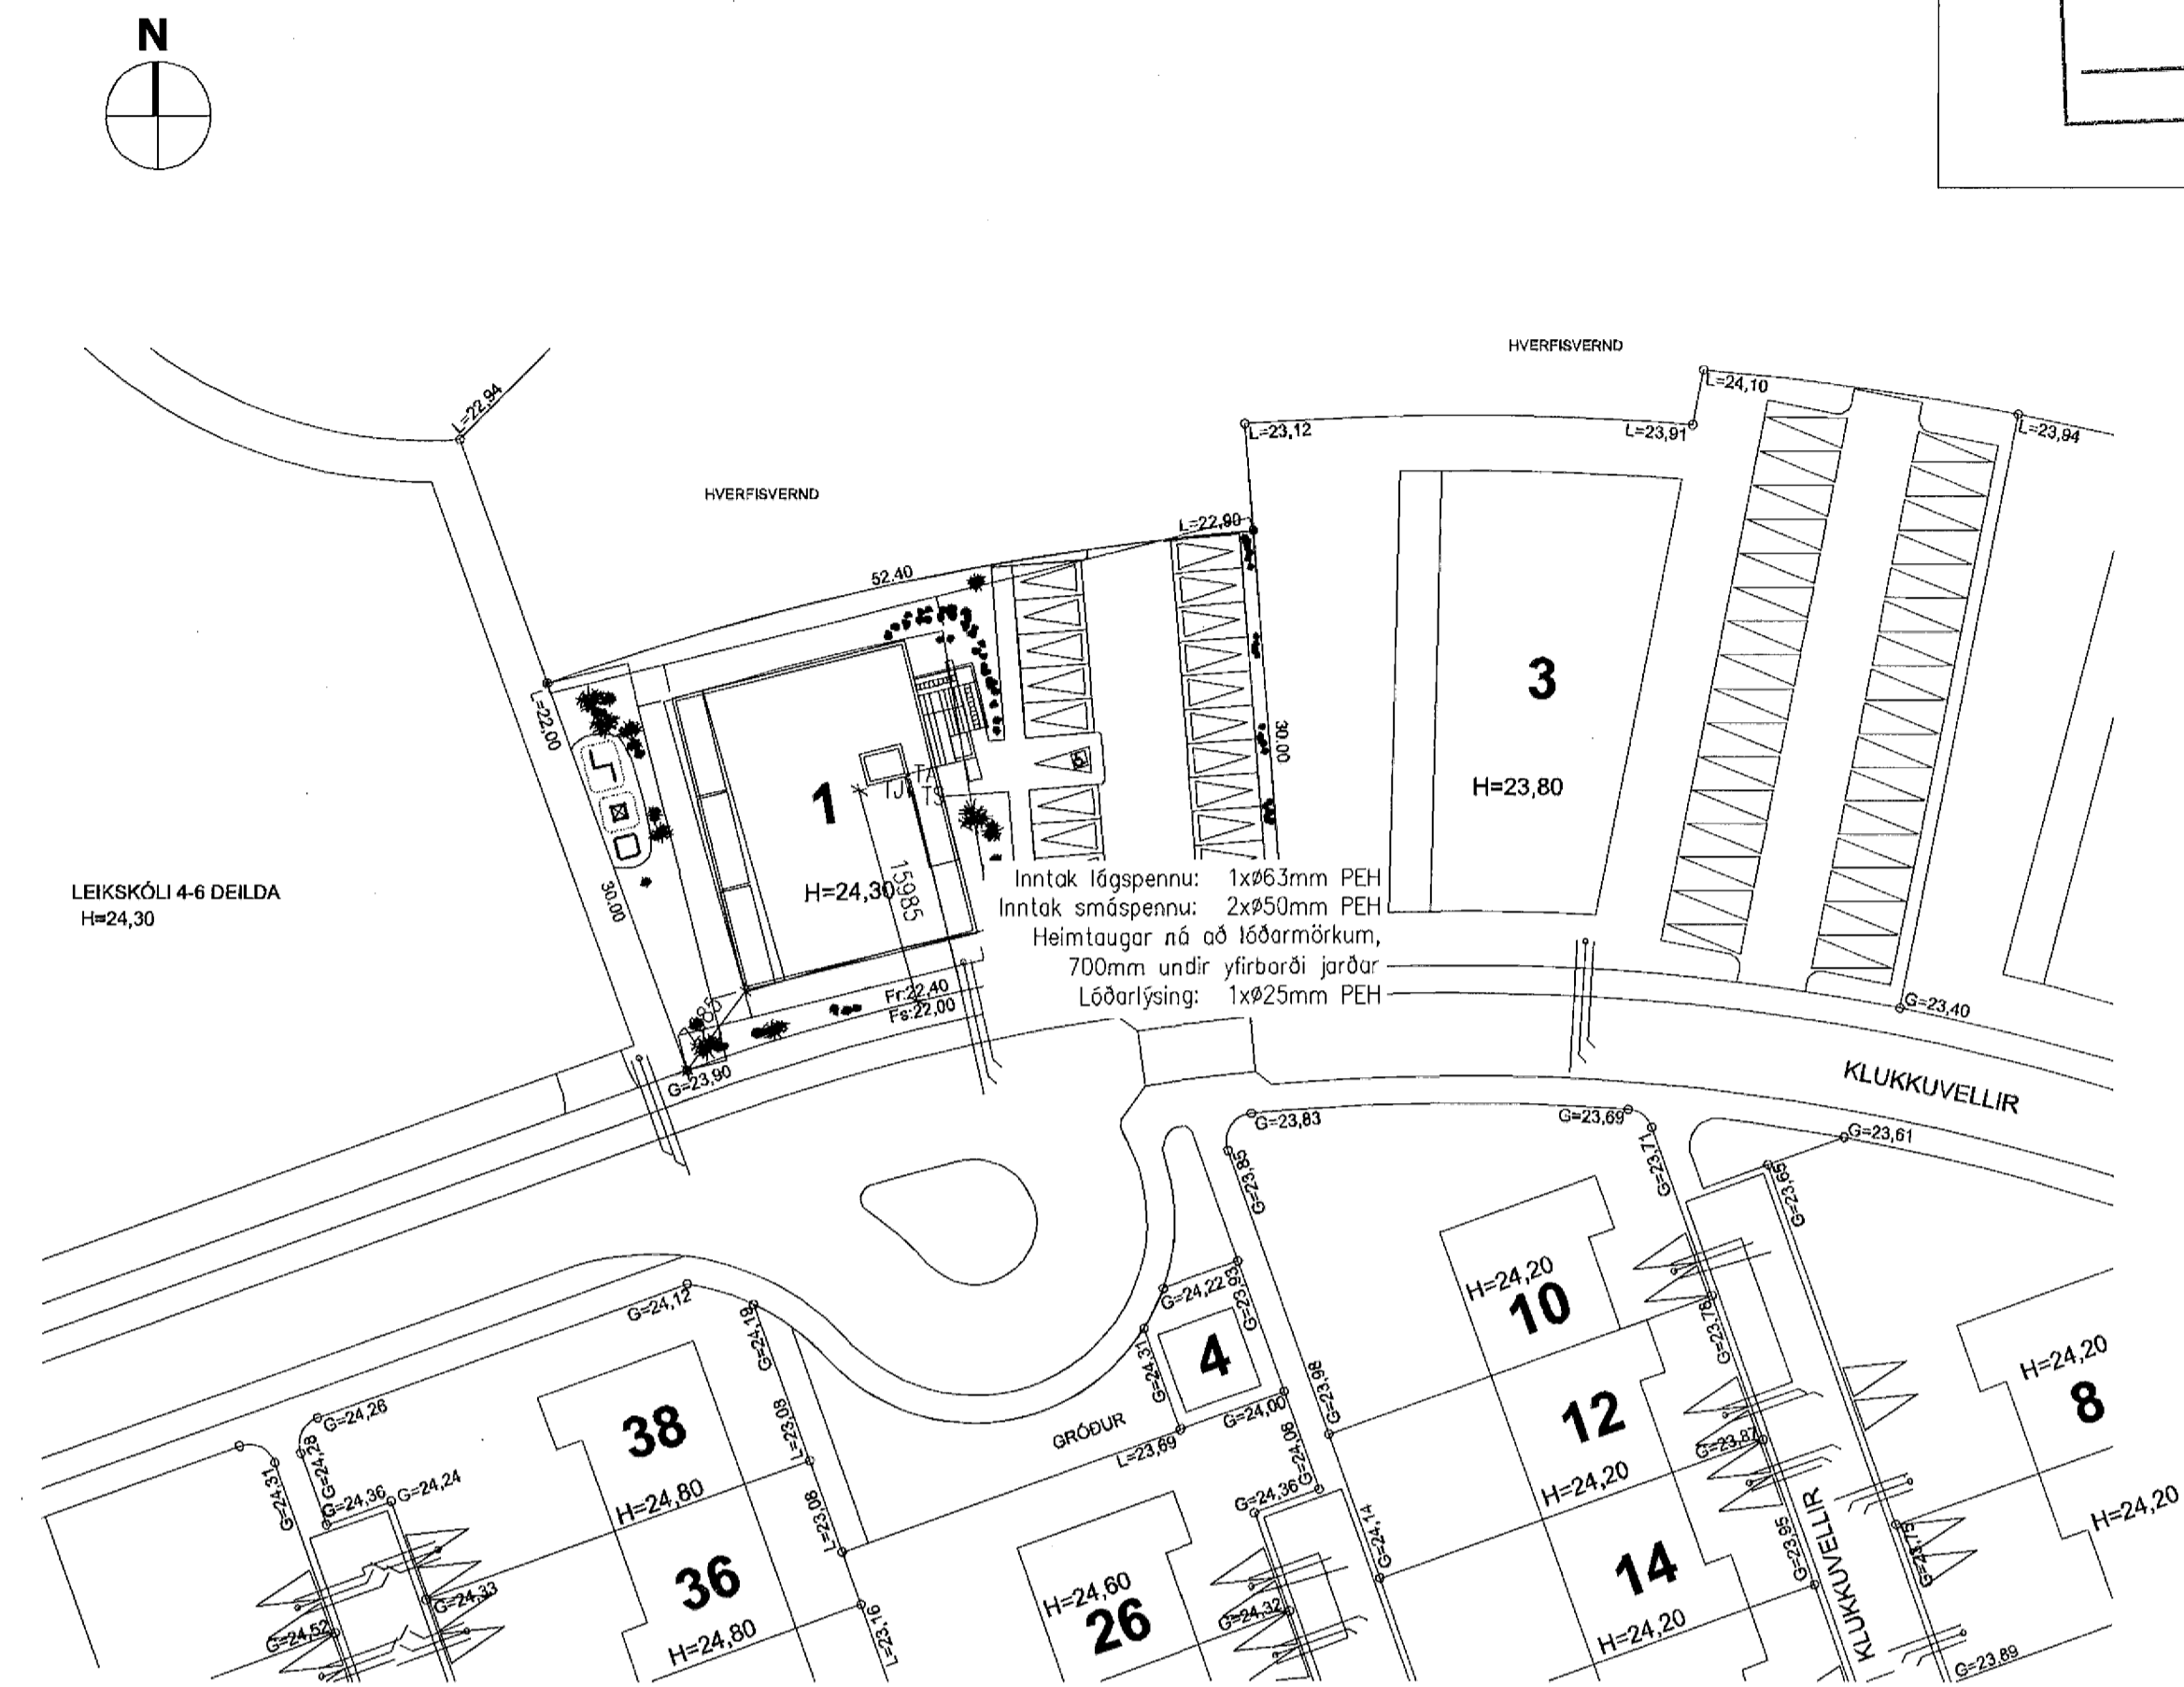 N
HVERFISVERND
L=24,10
L=22,94
L=23,12
L=23,91
L=23,94
HVERFISVERND
L=22,90
52.40
L=22,00
3
30.00
H=23,80
1
TJ
TS
15985
H=24,30
30.00
LEIKSKÓLI 4-6 DEILDA
H=24,30
Inntak lágspennu: 1xø63mm PEH
Inntak smáspennu: 2xø50mm PEH
Heimtaugar ná að lóðarmörkum,
700mm undir yfirborði jarðar
Lóðarlýsing: 1xø25mm PEH
Fr:22,40
Fs:22,00
G=23,40
G=23,90
KLUKKUVELLIR
G=23,83
G=23,69
G=23,71
G=23,61
G=23,85
G=23,65
G=24,22
G=23,93
H=24,20
10
G=24,12
G=24,19
G=24,31
4
G=23,78
G=23,98
H=24,20
8
G=24,26
38
L=23,08
GRÓÐUR
G=24,00
12
G=24,28
G=24,31
L=23,69
G=24,08
G=23,87
G=24,36
G=24,24
H=24,80
G=24,36
H=24,20
H=24,20
L=23,08
G=24,14
G=23,95
KLUKKUVELLIR
G=23,75
36
14
H=24,60
26
G=24,33
G=24,52
H=24,80
L=23,16
G=24,32
H=24,20
G=23,89